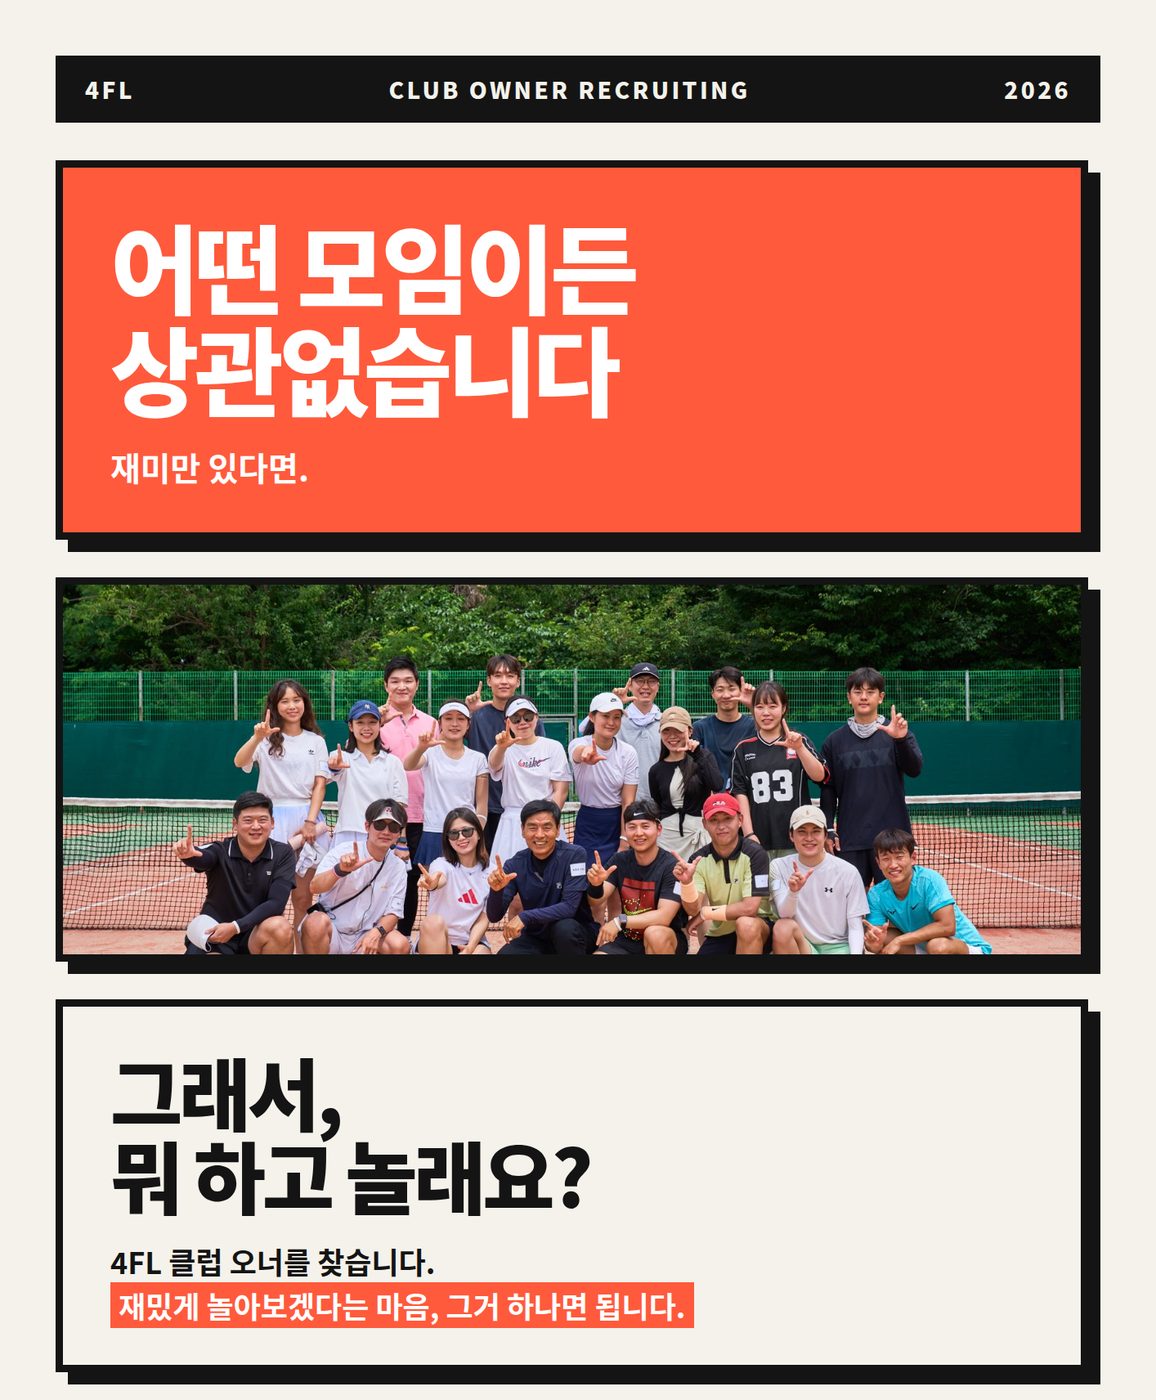 4FL
CLUB OWNER RECRUITING
2026
어떤 모임이든
상관없습니다
재미만 있다면.
83
그래서,
뭐 하고 놀래요?
4FL 클럽 오너를 찾습니다.
재밌게 놀아보겠다는 마음, 그거 하나면 됩니다.